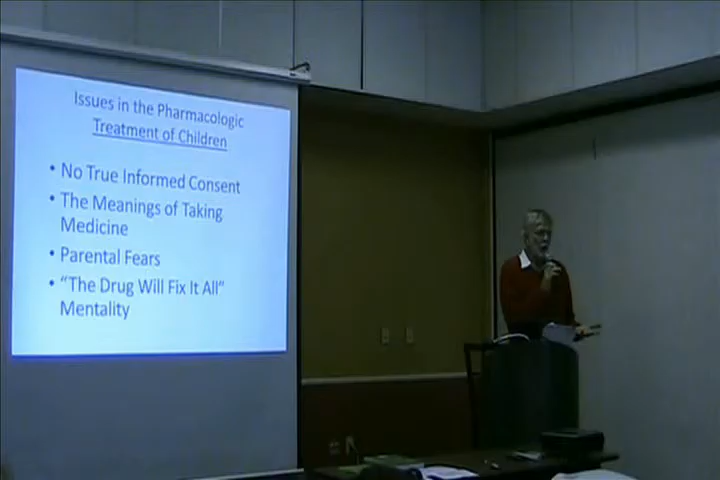 Issues in the Pharmacologic
Treatment of Children
• No True Informed Consent
• The Meanings of Taking
Medicine
• Parental Fears
• "The Drug Will Fix It All"
Mentality